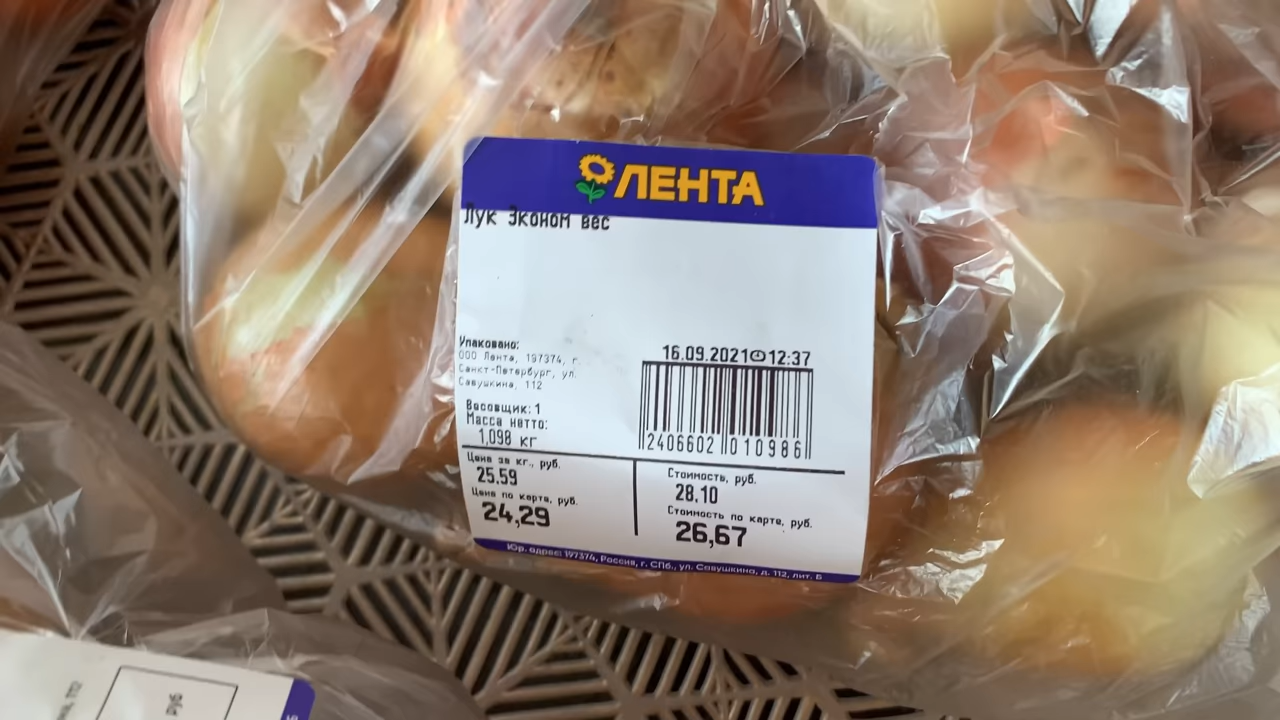 ЛЕНТА
Лук Эконом вес
Упаковано:
ООО Лента, 197374, г.
Санкт-Петербург, ул.
Савушкина, 112
16.09.2021 12:37
Весовщик: 1
Масса нетто:
1,098 кг
2406602 010986
Цена за кг., руб.
25.59
Цена по карте, руб.
24,29
Стоимость, руб.
28.10
Стоимость по карте, руб.
26,67
Юр. адрес: 197374, Россия, г. СПб., ул. Савушкина, д. 112, лит. Б
руб